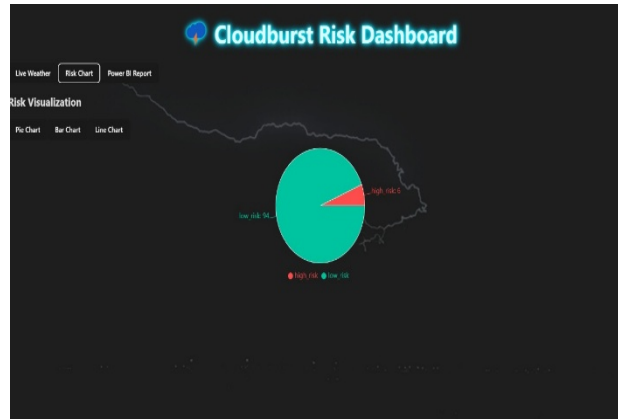 Cloudburst Risk Dashboard
Live Weather Risk Chart Power BI Report
Risk Visualization
Pie Chart Bar Chart Line Chart
high_risk: 6
low_risk: 94
high_risk low_risk